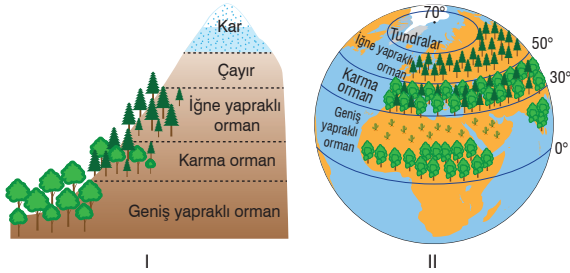 Kar
Çayır
İğne yapraklı
orman
Karma orman
Geniş yapraklı orman
I
70°
Tundralar
İğne yapraklı
orman
50°
Karma
orman
30°
Geniş
yapraklı
orman
0°
II